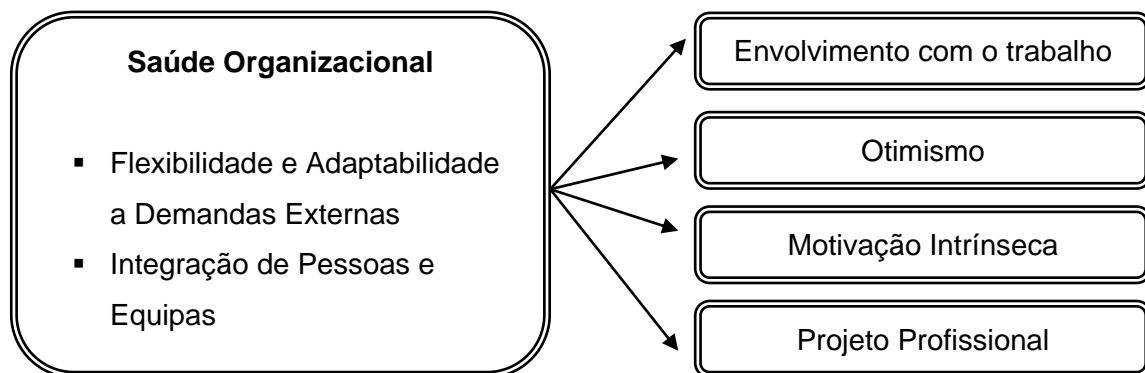 Saúde Organizacional
▪ Flexibilidade e Adaptabilidade
a Demandas Externas
▪ Integração de Pessoas e
Equipas
Envolvimento com o trabalho
Otimismo
Motivação Intrínseca
Projeto Profissional